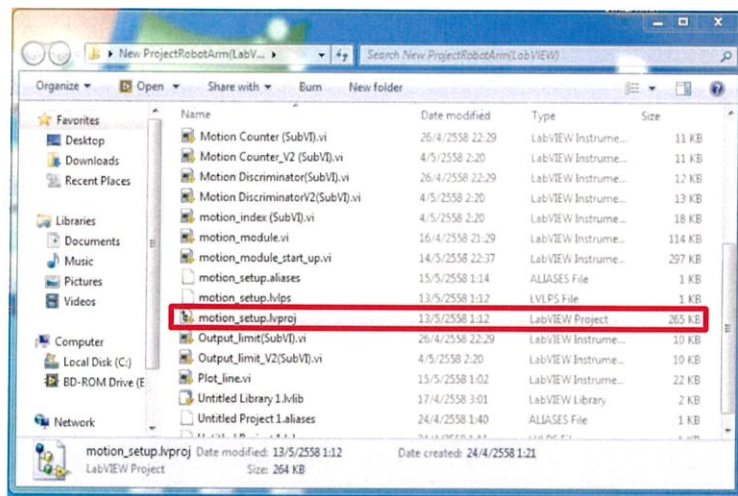 New ProjectRobotArm(LabV...
Search New ProjectRobotArm(LabVIEW)
Organize Open Share with Burn New folder
Favorites
Desktop
Downloads
Recent Places
Libraries
Documents
Music
Pictures
Videos
Computer
Local Disk (C:)
BD-ROM Drive (E
Network
Name Date modified Type Size
Motion Counter (SubVI).vi 26/4/2558 22:29 LabVIEW Instrume... 11 KB
Motion Counter_V2 (SubVI).vi 4/5/2558 2:20 LabVIEW Instrume... 11 KB
Motion Discriminator(SubVI).vi 26/4/2558 22:29 LabVIEW Instrume... 12 KB
Motion DiscriminatorV2(SubVI).vi 4/5/2558 2:20 LabVIEW Instrume... 13 KB
motion_index (SubVI).vi 4/5/2558 2:20 LabVIEW Instrume... 18 KB
motion_module.vi 16/4/2558 21:29 LabVIEW Instrume... 114 KB
motion_module_start_up.vi 14/5/2558 22:37 LabVIEW Instrume... 297 KB
motion_setup.aliases 15/5/2558 1:14 ALIASES File 1 KB
motion_setup.lvlps 13/5/2558 1:12 LVLPS File 1 KB
motion_setup.lvproj 13/5/2558 1:12 LabVIEW Project 265 KB
Output_limit(SubVI).vi 26/4/2558 22:29 LabVIEW Instrume... 10 KB
Output_limit_V2(SubVI).vi 4/5/2558 2:20 LabVIEW Instrume... 10 KB
Plot_line.vi 15/5/2558 1:02 LabVIEW Instrume... 22 KB
Untitled Library 1.lvlib 17/4/2558 3:01 LabVIEW Library 2 KB
Untitled Project 1.aliases 24/4/2558 1:40 ALIASES File 1 KB
motion_setup.lvproj Date modified: 13/5/2558 1:12 Date created: 24/4/2558 1:21
LabVIEW Project Size: 264 KB